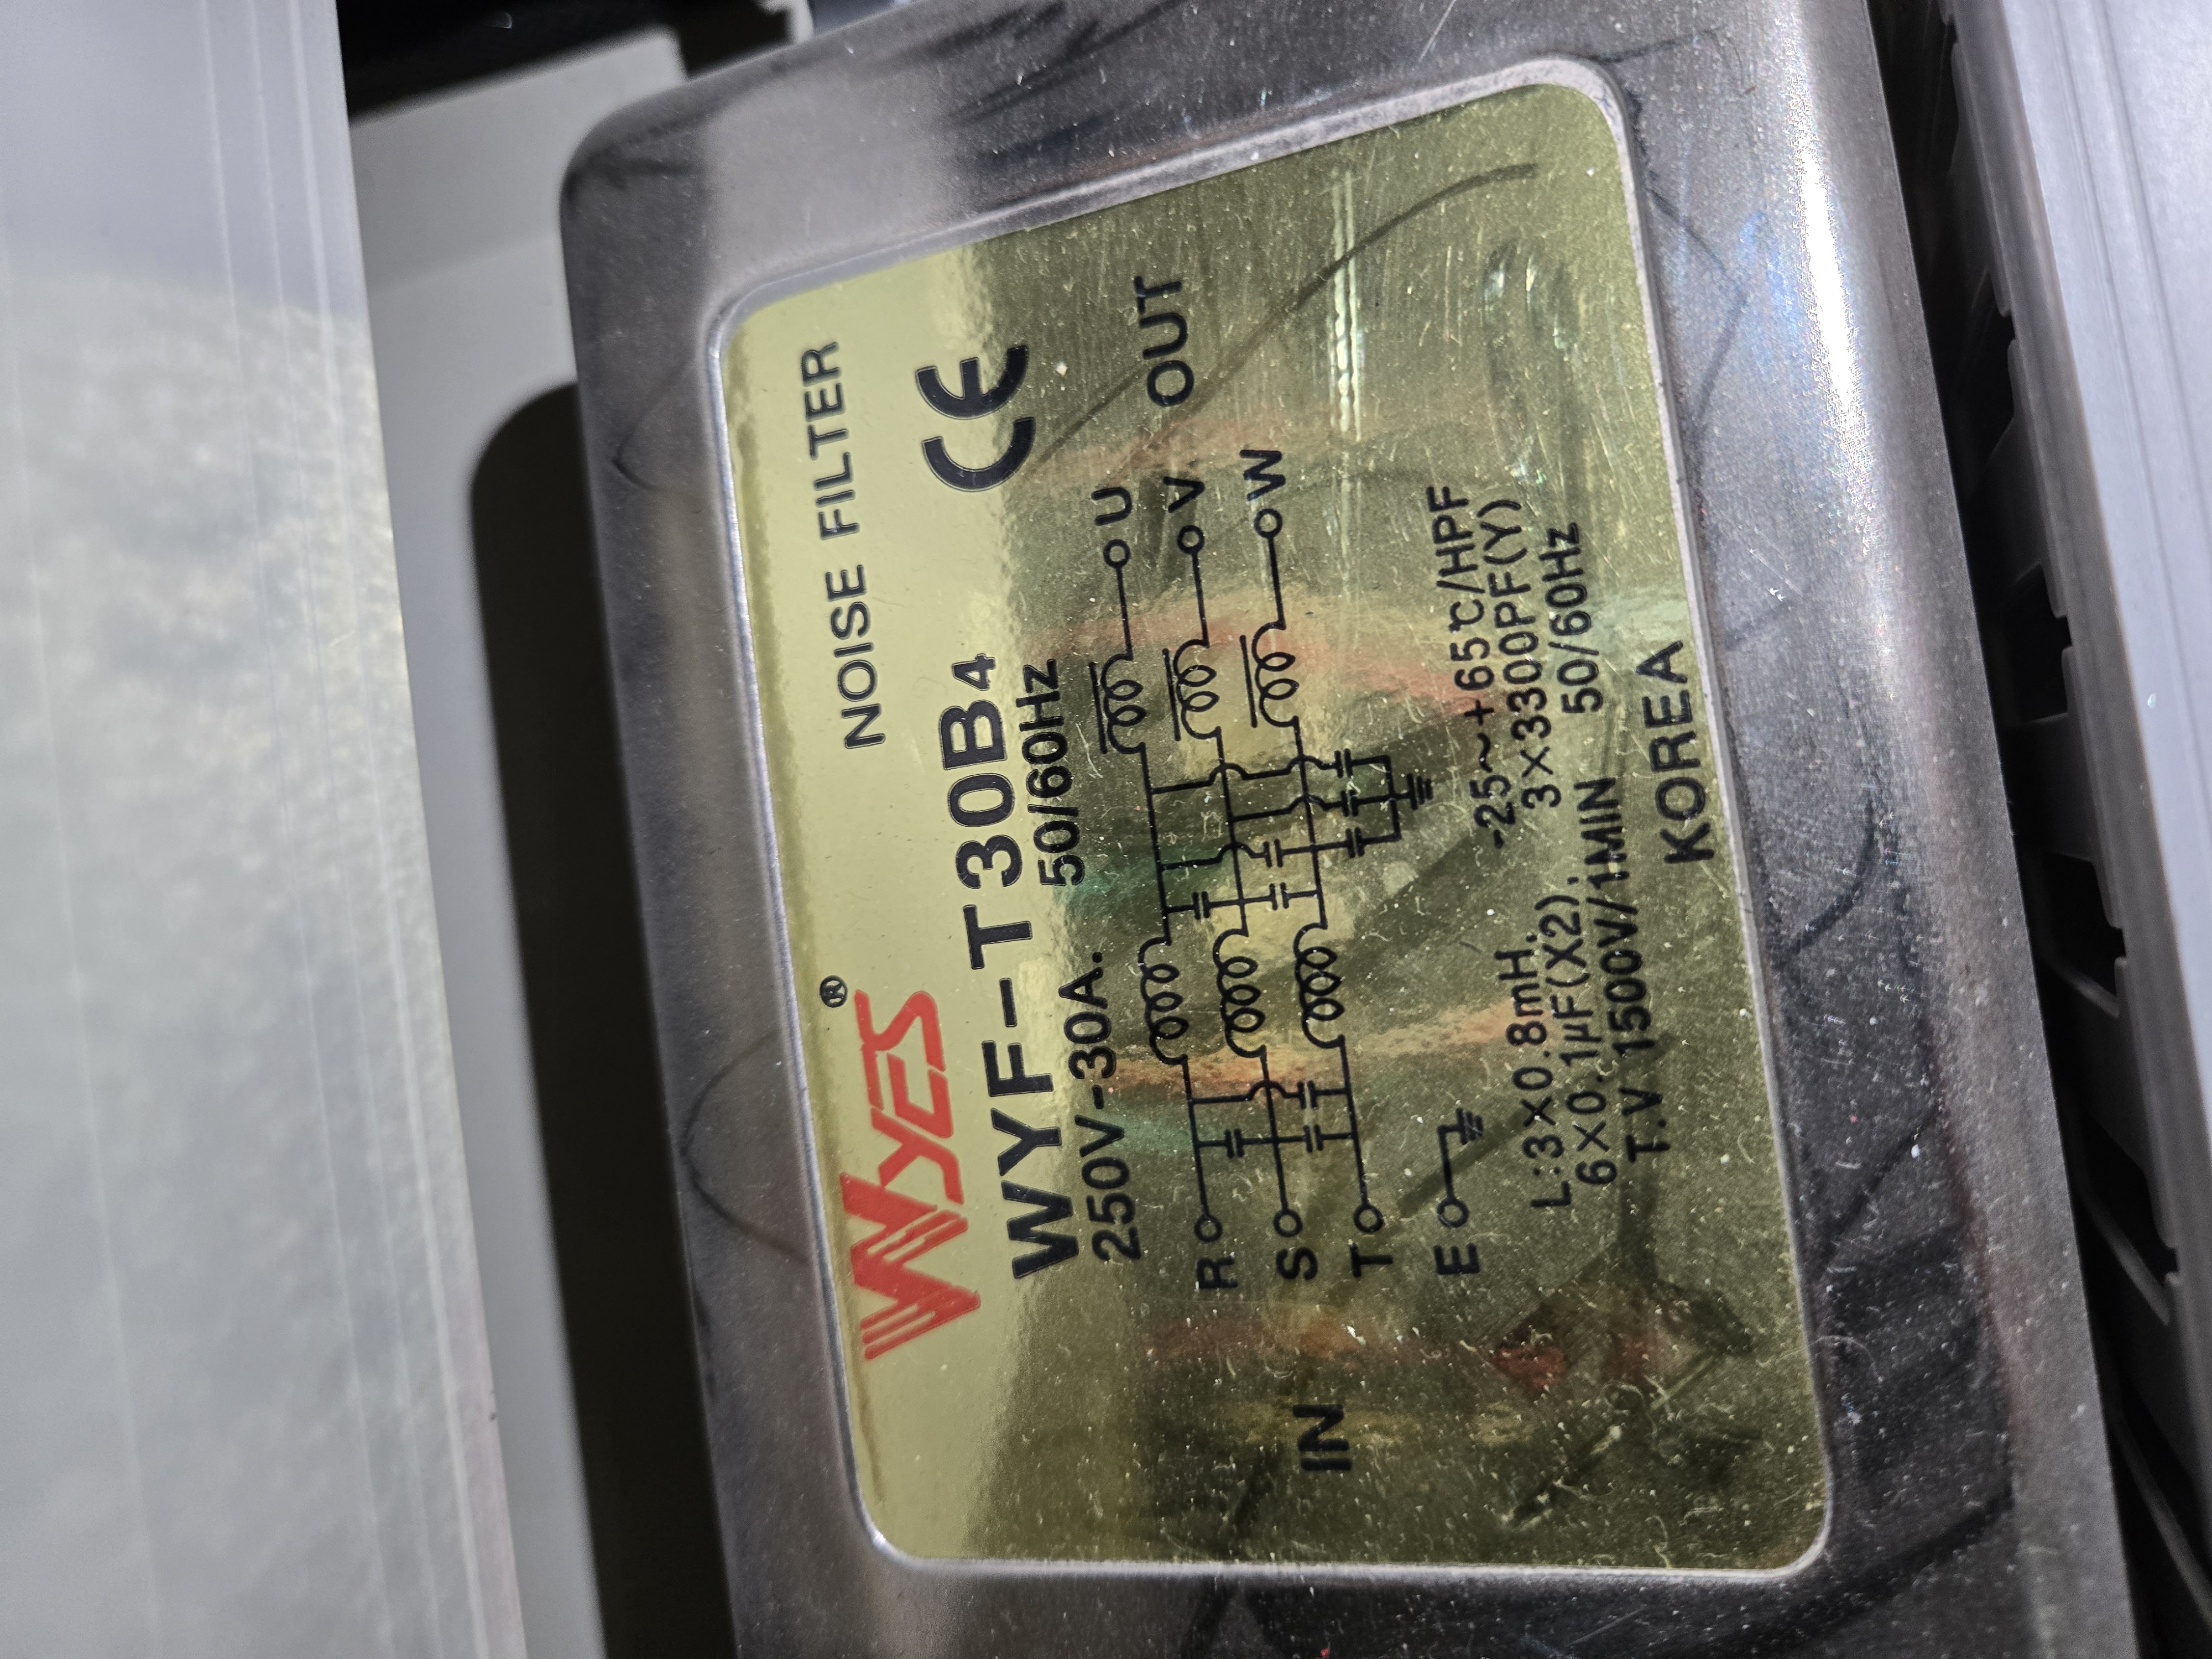 WYES®
NOISE FILTER
WYF-T30B4
CE
250V-30A. 50/60Hz
R U
IN S V OUT
T W
E
L:3×0.8mH. -25~+65℃/HPF
6×0.1μF(X2); 3×3300PF(Y)
T.V 1500V/1MIN 50/60Hz
KOREA